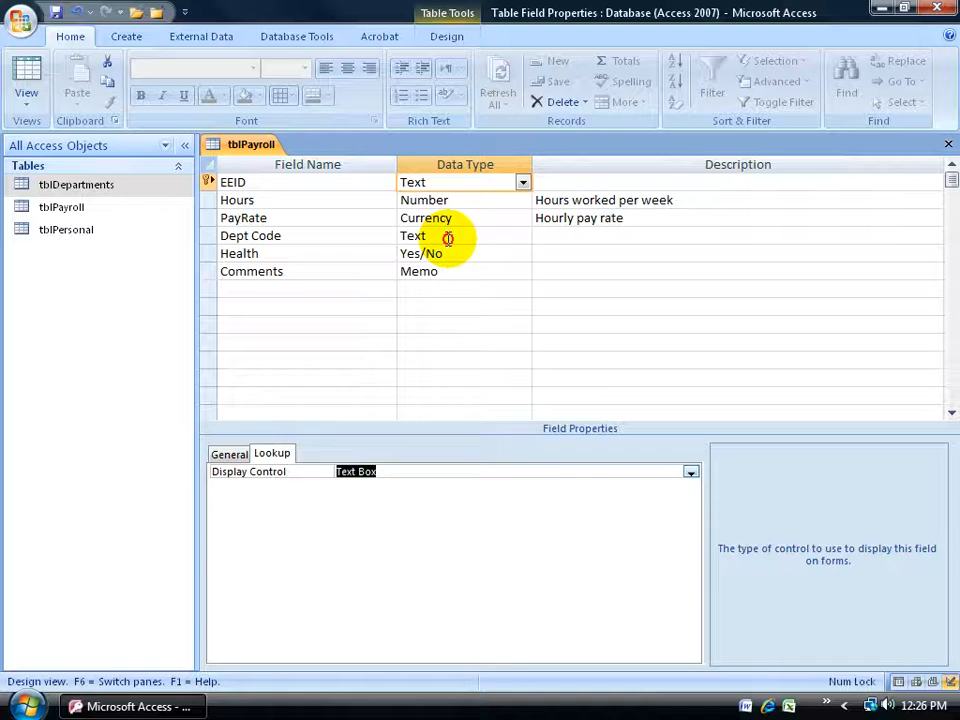 Table Tools
Table Field Properties : Database (Access 2007) - Microsoft Access
Home Create External Data Database Tools Acrobat Design
View Paste Refresh All New Save Delete Totals Spelling More Filter Selection Advanced Toggle Filter Find Replace Go To Select
Views Clipboard Font Rich Text Records Sort & Filter Find
All Access Objects
Tables
tblDepartments
tblPayroll
tblPersonal
tblPayroll
Field Name Data Type Description
EEID Text
Hours Number Hours worked per week
PayRate Currency Hourly pay rate
Dept Code Text
Health Yes/No
Comments Memo
Field Properties
General Lookup
Display Control Text Box
The type of control to use to display this field
on forms.
Design view. F6 = Switch panes. F1 = Help.
Num Lock
Microsoft Access - ...
12:26 PM